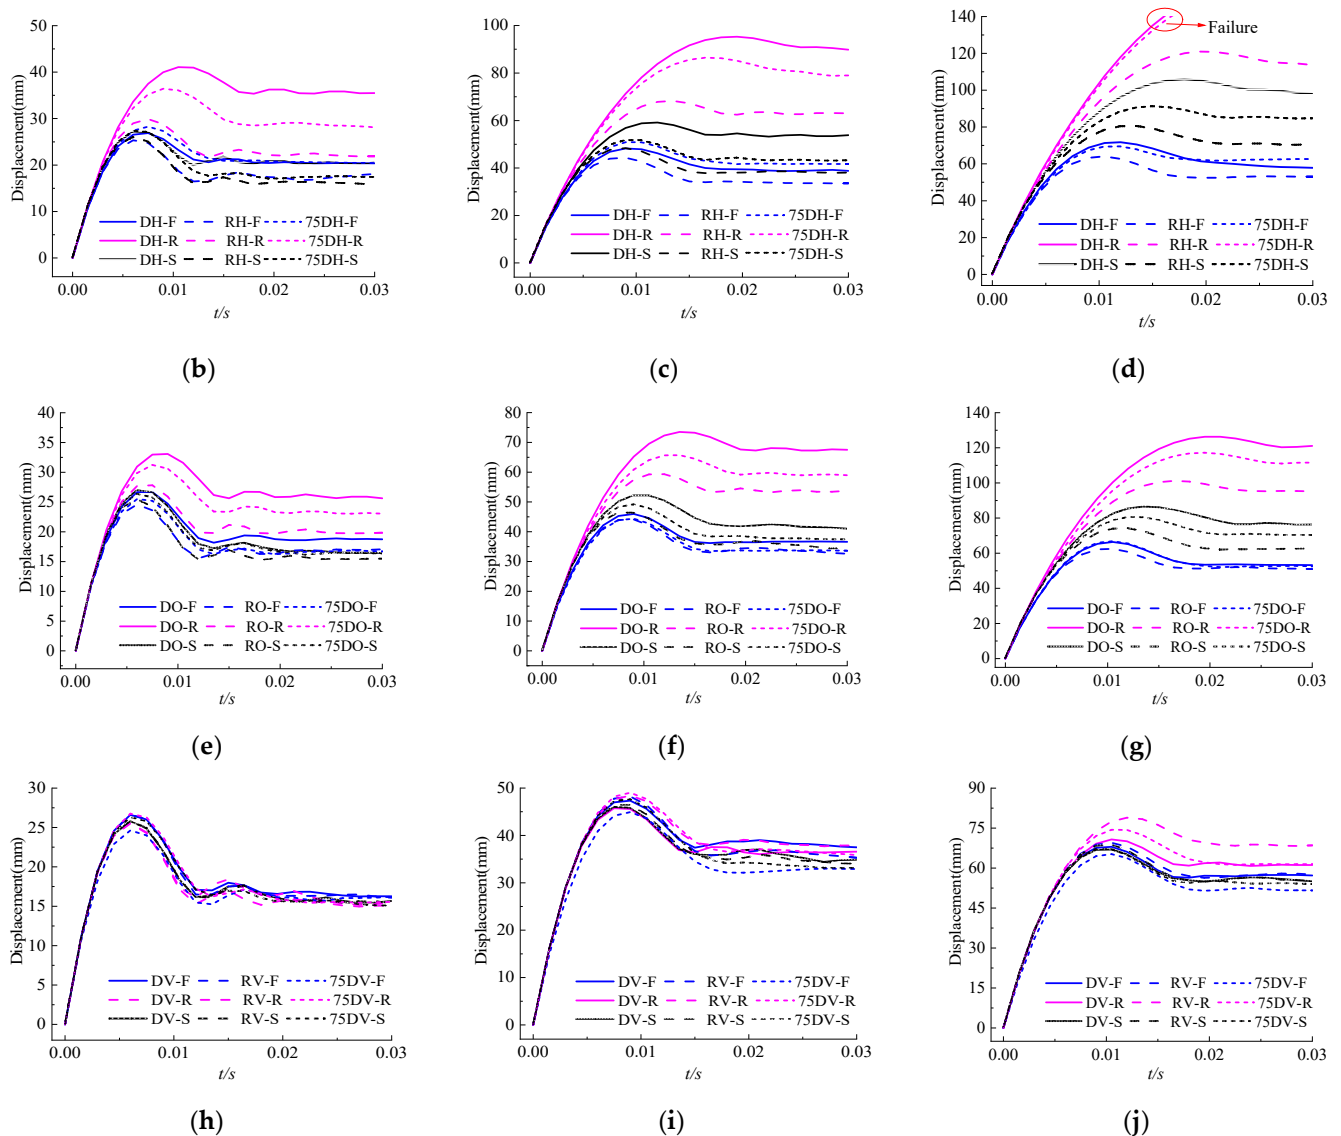 Displacement(mm)
50
40
30
20
10
0
DH-F RH-F 75DH-F
DH-R RH-R 75DH-R
DH-S RH-S 75DH-S
0.00 0.01 0.02 0.03
t/s
(b)
Displacement(mm)
100
80
60
40
20
0
DH-F RH-F 75DH-F
DH-R RH-R 75DH-R
DH-S RH-S 75DH-S
0.00 0.01 0.02 0.03
t/s
(c)
Displacement(mm)
140
120
100
80
60
40
20
0
Failure
DH-F RH-F 75DH-F
DH-R RH-R 75DH-R
DH-S RH-S 75DH-S
0.00 0.01 0.02 0.03
t/s
(d)
Displacement(mm)
40
35
30
25
20
15
10
5
0
DO-F RO-F 75DO-F
DO-R RO-R 75DO-R
DO-S RO-S 75DO-S
0.00 0.01 0.02 0.03
t/s
(e)
Displacement(mm)
80
70
60
50
40
30
20
10
0
DO-F RO-F 75DO-F
DO-R RO-R 75DO-R
DO-S RO-S 75DO-S
0.00 0.01 0.02 0.03
t/s
(f)
Displacement(mm)
140
120
100
80
60
40
20
0
DO-F RO-F 75DO-F
DO-R RO-R 75DO-R
DO-S RO-S 75DO-S
0.00 0.01 0.02 0.03
t/s
(g)
Displacement(mm)
30
25
20
15
10
5
0
DV-F RV-F 75DV-F
DV-R RV-R 75DV-R
DV-S RV-S 75DV-S
0.00 0.01 0.02 0.03
t/s
(h)
Displacement(mm)
50
40
30
20
10
0
DV-F RV-F 75DV-F
DV-R RV-R 75DV-R
DV-S RV-S 75DV-S
0.00 0.01 0.02 0.03
t/s
(i)
Displacement(mm)
90
75
60
45
30
15
0
DV-F RV-F 75DV-F
DV-R RV-R 75DV-R
DV-S RV-S 75DV-S
0.00 0.01 0.02 0.03
t/s
(j)